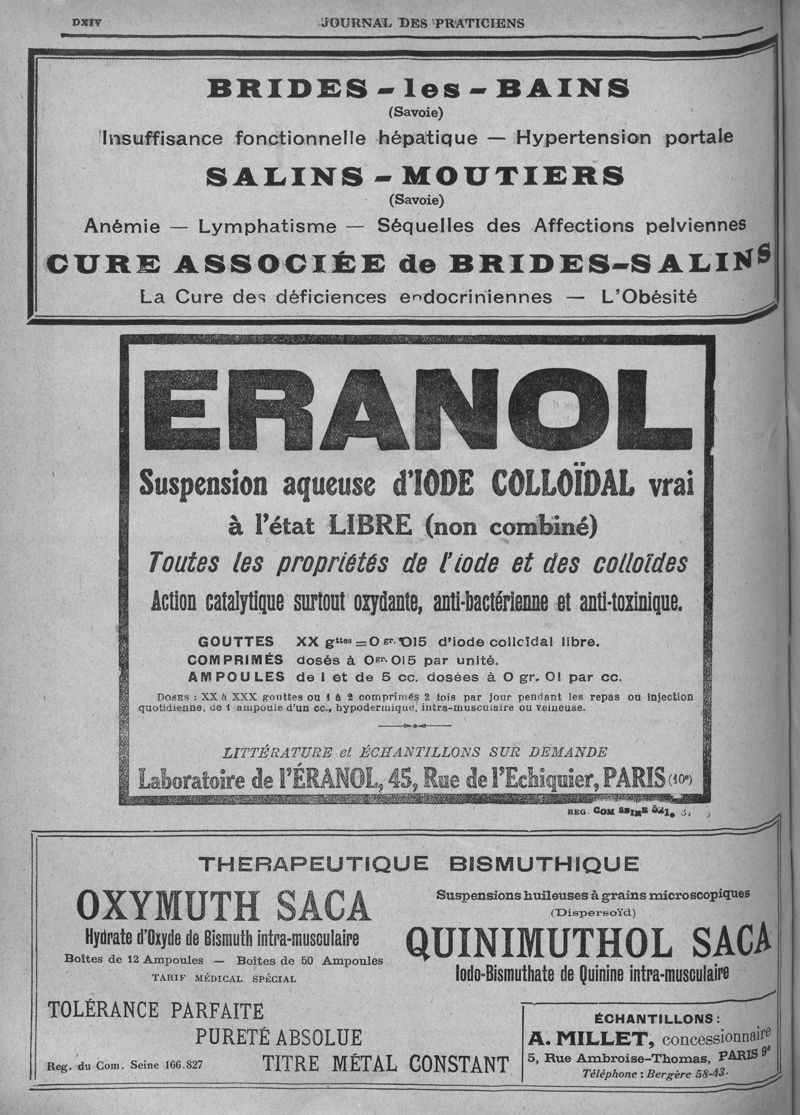 DXIV
JOURNAL DES PRATICIENS
BRIDES - les - BAINS
(Savoie)
Insuffisance fonctionnelle hépatique — Hypertension portale
SALINS - MOUTIERS
(Savoie)
Anémie — Lymphatisme — Séquelles des Affections pelviennes
CURE ASSOCIÉE de BRIDES-SALINS
La Cure des déficiences endocriniennes — L'Obésité
ERANOL
Suspension aqueuse d'IODE COLLOÏDAL vrai
à l'état LIBRE (non combiné)
Toutes les propriétés de l'iode et des colloïdes
Action catalytique surtout oxydante, anti-bactérienne et anti-toxinique.
GOUTTES XX gttes = 0 gr. 015 d'iode colloïdal libre.
COMPRIMÉS dosés à 0gr. 015 par unité.
AMPOULES de 1 et de 5 cc. dosées à 0 gr. 01 par cc.
DOSES : XX à XXX gouttes ou 1 à 2 comprimés 2 fois par jour pendant les repas ou injection
quotidienne, de 1 ampoule d'un cc., hypodermique, intra-musculaire ou veineuse.
LITTÉRATURE et ÉCHANTILLONS SUR DEMANDE
Laboratoire de l'ÉRANOL, 45, Rue de l'Echiquier, PARIS (10e)
REG. COM SEINE
THERAPEUTIQUE BISMUTHIQUE
OXYMUTH SACA
Hydrate d'Oxyde de Bismuth intra-musculaire
Boîtes de 12 Ampoules — Boîtes de 50 Ampoules
TARIF MÉDICAL SPÉCIAL
Suspensions huileuses à grains microscopiques
(Dispersoïd)
QUINIMUTHOL SACA
Iodo-Bismuthate de Quinine intra-musculaire
TOLÉRANCE PARFAITE
PURETÉ ABSOLUE
Reg. du Com. Seine 166.827
TITRE MÉTAL CONSTANT
ÉCHANTILLONS :
A. MILLET, concessionnaire
5, Rue Ambroise-Thomas, PARIS 9e
Téléphone : Bergère 58-43.